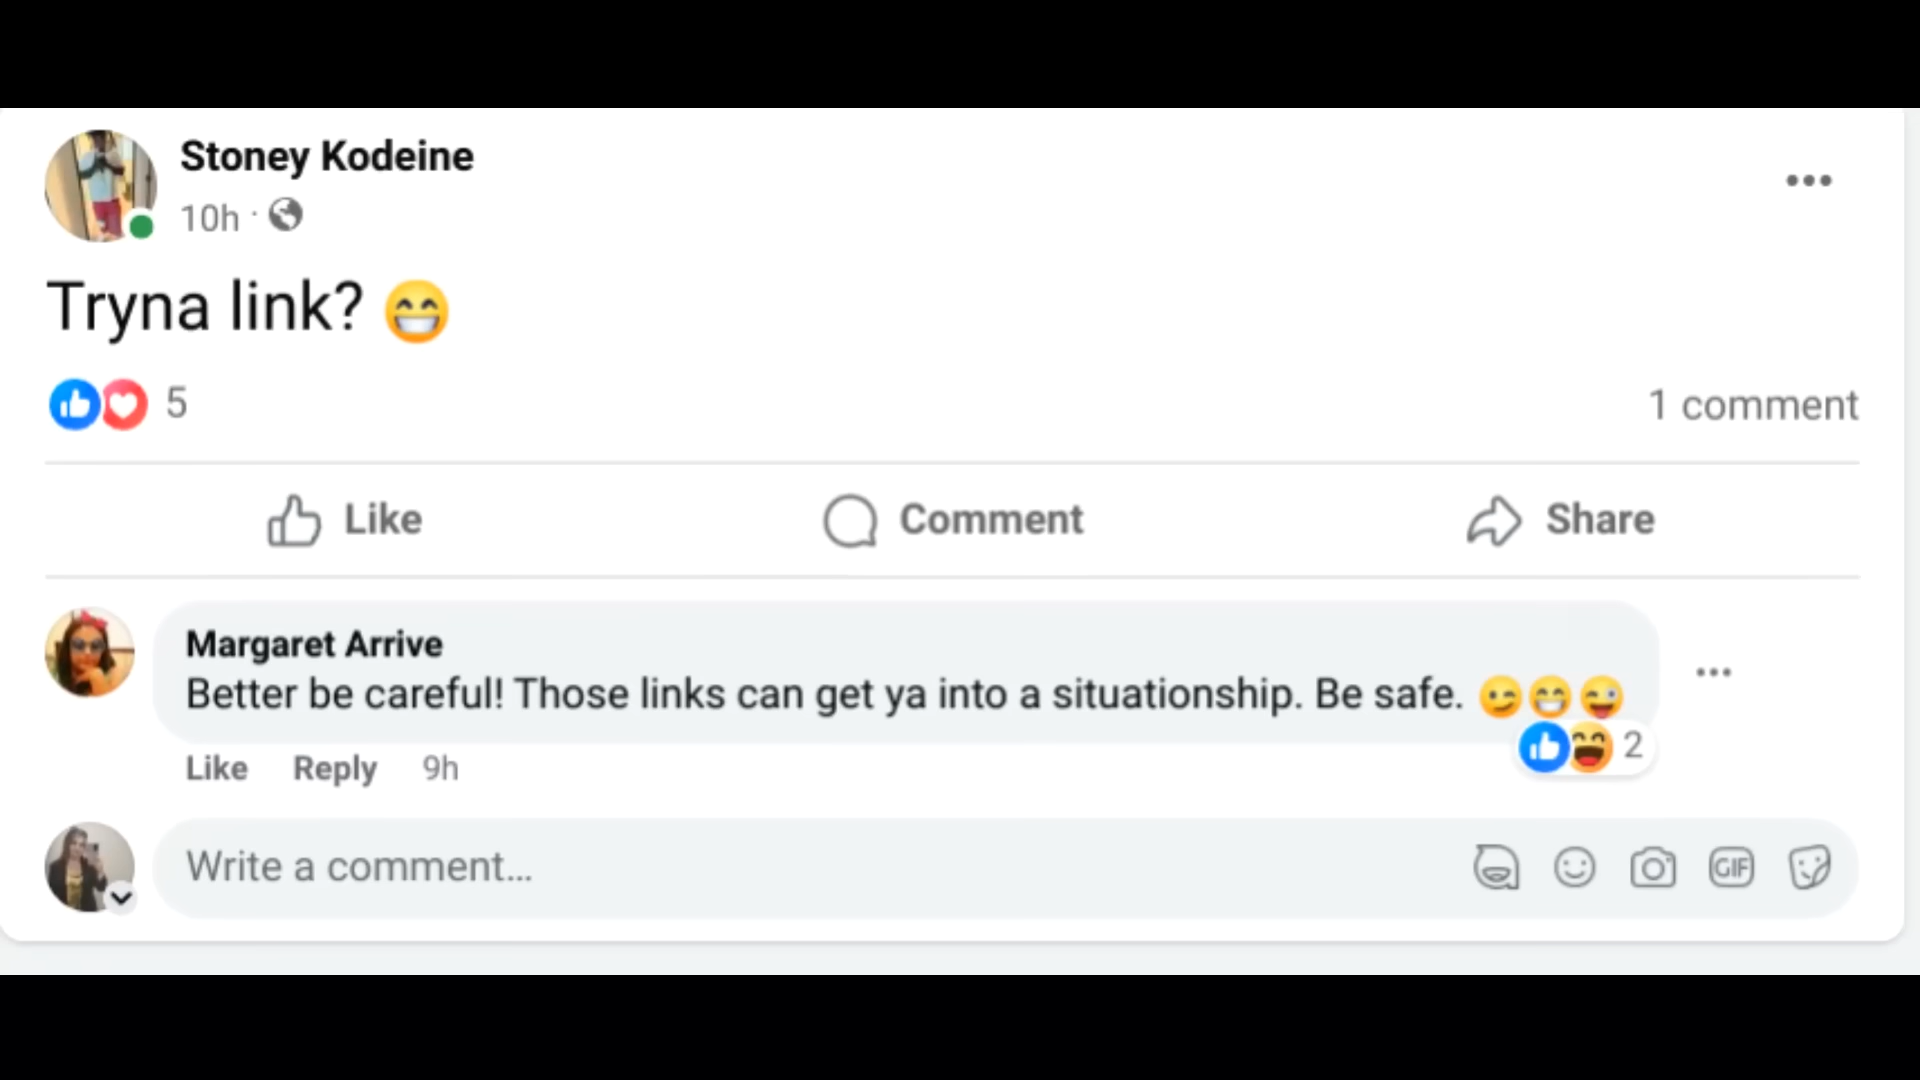 Stoney Kodeine
10h ·
Tryna link? 😁
5 1 comment
Like Comment Share
Margaret Arrive
Better be careful! Those links can get ya into a situationship. Be safe. 😉😁😜
2
Like Reply 9h
Write a comment... GIF